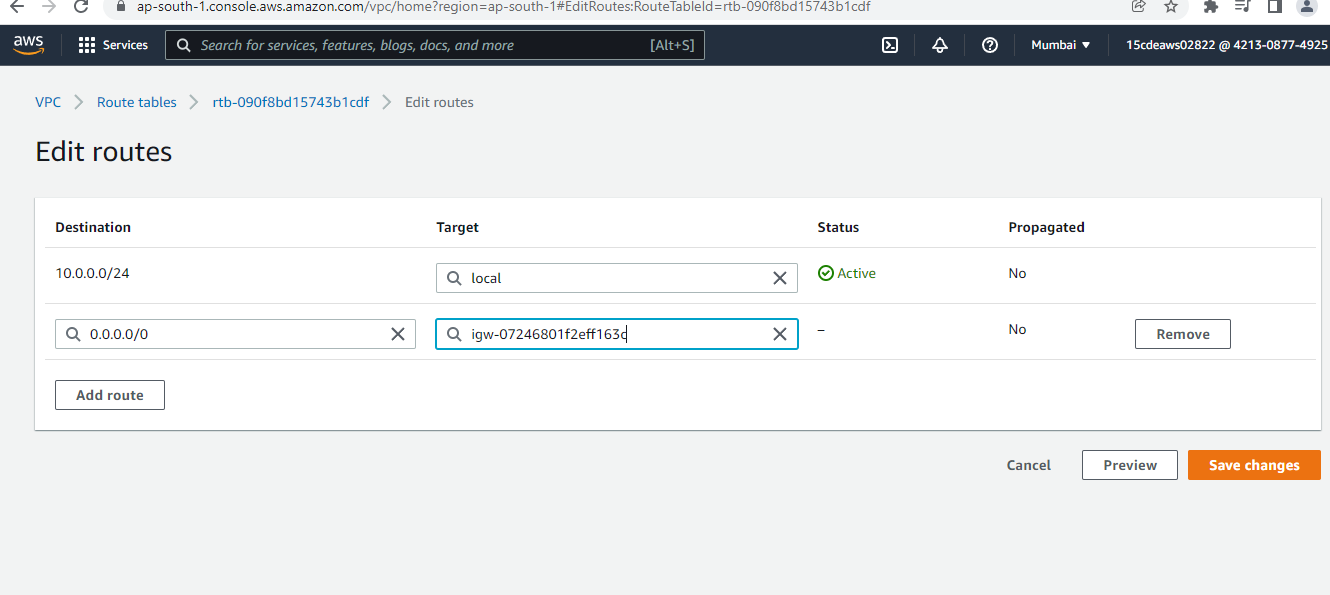 ap-south-1.console.aws.amazon.com/vpc/home?region=ap-south-1#EditRoutes:RouteTableId=rtb-090f8bd15743b1cdf
aws Services Search for services, features, blogs, docs, and more [Alt+S] Mumbai 15cdeaws02822 @ 4213-0877-4925
VPC Route tables rtb-090f8bd15743b1cdf Edit routes
Edit routes
Destination Target Status Propagated
10.0.0.0/24 local Active No
0.0.0.0/0 igw-07246801f2eff163c – No Remove
Add route
Cancel Preview Save changes